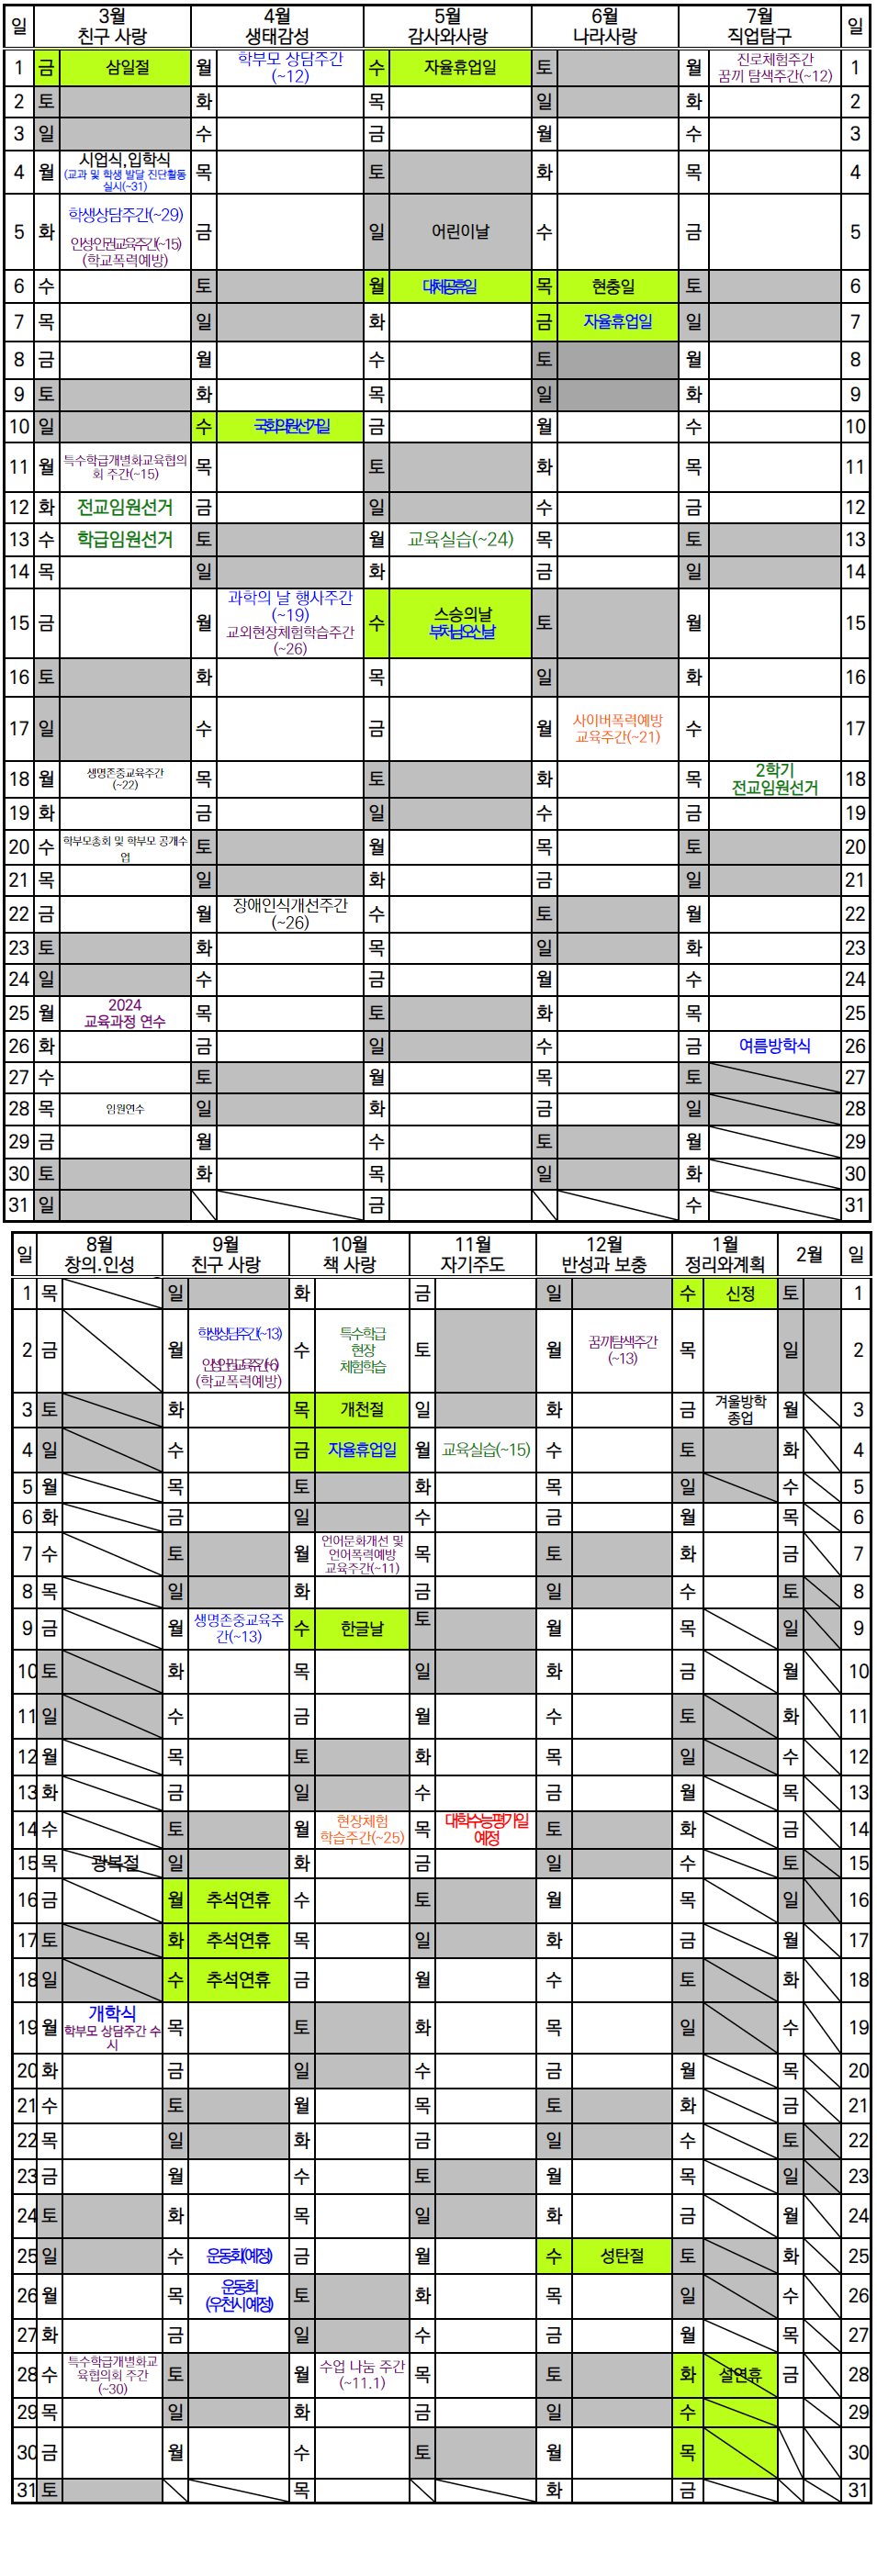 일 3월 4월 5월 6월 7월 일
친구 사랑 생태감성 감사와사랑 나라사랑 직업탐구
1 금 삼일절 월 학부모 상담주간 (~12) 수 자율휴업일 토 월 진로체험주간 꿈끼 탐색주간(~12) 1
2 토 화 목 일 화 2
3 일 수 금 월 수 3
4 월 시업식,입학식 (교과 및 학생 발달 진단활동 실시(~31) 목 토 화 목 4
5 화 학생상담주간(~29) 인성인권교육주간(~15) (학교폭력예방) 금 일 어린이날 수 금 5
6 수 토 월 대체공휴일 목 현충일 토 6
7 목 일 화 금 자율휴업일 일 7
8 금 월 수 토 월 8
9 토 화 목 일 화 9
10 일 수 국회의원선거일 금 월 수 10
11 월 특수학급개별화교육협의회 주간(~15) 목 토 화 목 11
12 화 전교임원선거 금 일 수 금 12
13 수 학급임원선거 토 월 교육실습(~24) 목 토 13
14 목 일 화 금 일 14
15 금 월 과학의 날 행사주간 (~19) 교외현장체험학습주간 (~26) 수 스승의날 부처님오신날 토 월 15
16 토 화 목 일 화 16
17 일 수 금 월 사이버폭력예방 교육주간(~21) 수 17
18 월 생명존중교육주간 (~22) 목 토 화 목 2학기 전교임원선거 18
19 화 금 일 수 금 19
20 수 학부모총회 및 학부모 공개수업 토 월 목 토 20
21 목 일 화 금 일 21
22 금 월 장애인식개선주간 (~26) 수 토 월 22
23 토 화 목 일 화 23
24 일 수 금 월 수 24
25 월 2024 교육과정 연수 목 토 화 목 25
26 화 금 일 수 금 여름방학식 26
27 수 토 월 목 토 27
28 목 임원연수 일 화 금 일 28
29 금 월 수 토 월 29
30 토 화 목 일 화 30
31 일 금 수 31
일 8월 9월 10월 11월 12월 1월 2월 일
창의.인성 친구 사랑 책 사랑 자기주도 반성과 보충 정리와계획
1 목 일 화 금 일 수 신정 토 1
2 금 월 학생상담주간(~13) 인성인권교육주간(~6) (학교폭력예방) 수 특수학급 현장 체험학습 토 월 꿈끼탐색주간 (~13) 목 일 2
3 토 화 목 개천절 일 화 금 겨울방학 종업 월 3
4 일 수 금 자율휴업일 월 교육실습(~15) 수 토 화 4
5 월 목 토 화 목 일 수 5
6 화 금 일 수 금 월 목 6
7 수 토 월 언어문화개선 및 언어폭력예방 교육주간(~11) 목 토 화 금 7
8 목 일 화 금 일 수 토 8
9 금 월 생명존중교육주간(~13) 수 한글날 토 월 목 일 9
10 토 화 목 일 화 금 월 10
11 일 수 금 월 수 토 화 11
12 월 목 토 화 목 일 수 12
13 화 금 일 수 금 월 목 13
14 수 토 월 현장체험 학습주간(~25) 목 대학수능평가일 예정 토 화 금 14
15 목 광복절 일 화 금 일 수 토 15
16 금 월 추석연휴 수 토 월 목 일 16
17 토 화 추석연휴 목 일 화 금 월 17
18 일 수 추석연휴 금 월 수 토 화 18
19 월 개학식 학부모 상담주간 수시 목 토 화 목 일 수 19
20 화 금 일 수 금 월 목 20
21 수 토 월 목 토 화 금 21
22 목 일 화 금 일 수 토 22
23 금 월 수 토 월 목 일 23
24 토 화 목 일 화 금 월 24
25 일 수 운동회(예정) 금 월 수 성탄절 토 화 25
26 월 목 운동회 (우천시예정) 토 화 목 일 수 26
27 화 금 일 수 금 월 목 27
28 수 특수학급개별화교육협의회 주간 (~30) 토 월 수업 나눔 주간 (~11.1) 목 토 화 설연휴 금 28
29 목 일 화 금 일 수 29
30 금 월 수 토 월 목 30
31 토 목 화 금 31